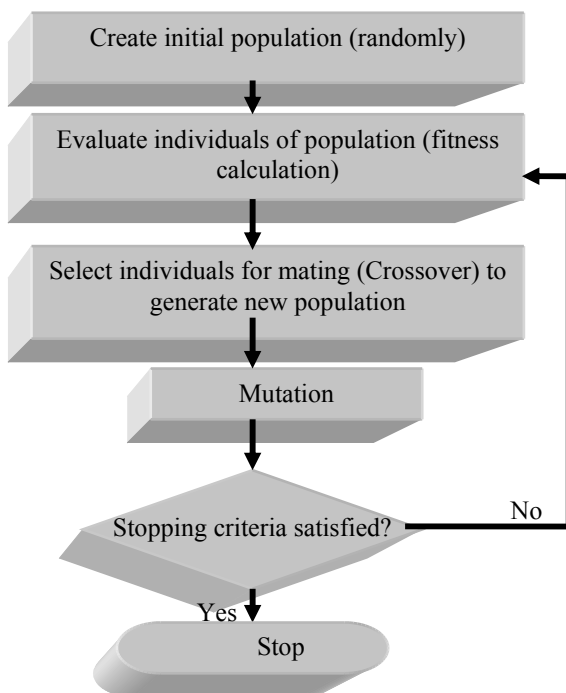 Create initial population (randomly)
Evaluate individuals of population (fitness
calculation)
Select individuals for mating (Crossover) to
generate new population
Mutation
Stopping criteria satisfied?
No
Yes
Stop